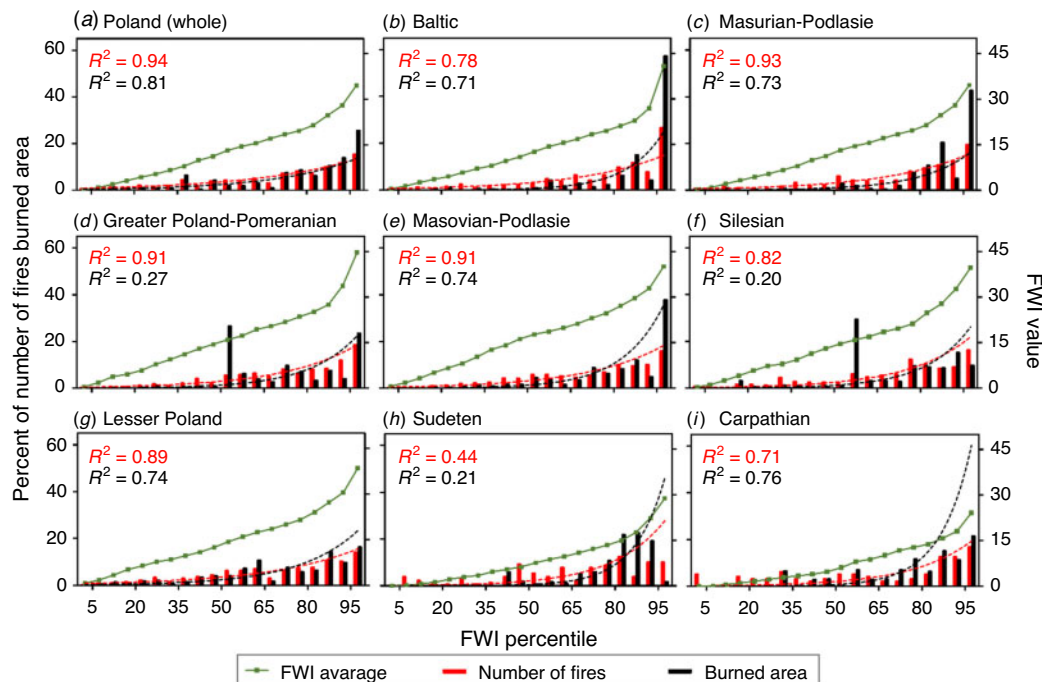 (a) Poland (whole)
(b) Baltic
(c) Masurian-Podlasie
60
40
20
0
R² = 0.94
R² = 0.81
R² = 0.78
R² = 0.71
R² = 0.93
R² = 0.73
45
30
15
0
(d) Greater Poland-Pomeranian
(e) Masovian-Podlasie
(f) Silesian
60
40
20
0
R² = 0.91
R² = 0.27
R² = 0.91
R² = 0.74
R² = 0.82
R² = 0.20
45
30
15
0
(g) Lesser Poland
(h) Sudeten
(i) Carpathian
60
40
20
0
R² = 0.89
R² = 0.74
R² = 0.44
R² = 0.21
R² = 0.71
R² = 0.76
45
30
15
0
Percent of number of fires burned area
FWI value
5 20 35 50 65 80 95
5 20 35 50 65 80 95
5 20 35 50 65 80 95
FWI percentile
FWI avarage
Number of fires
Burned area